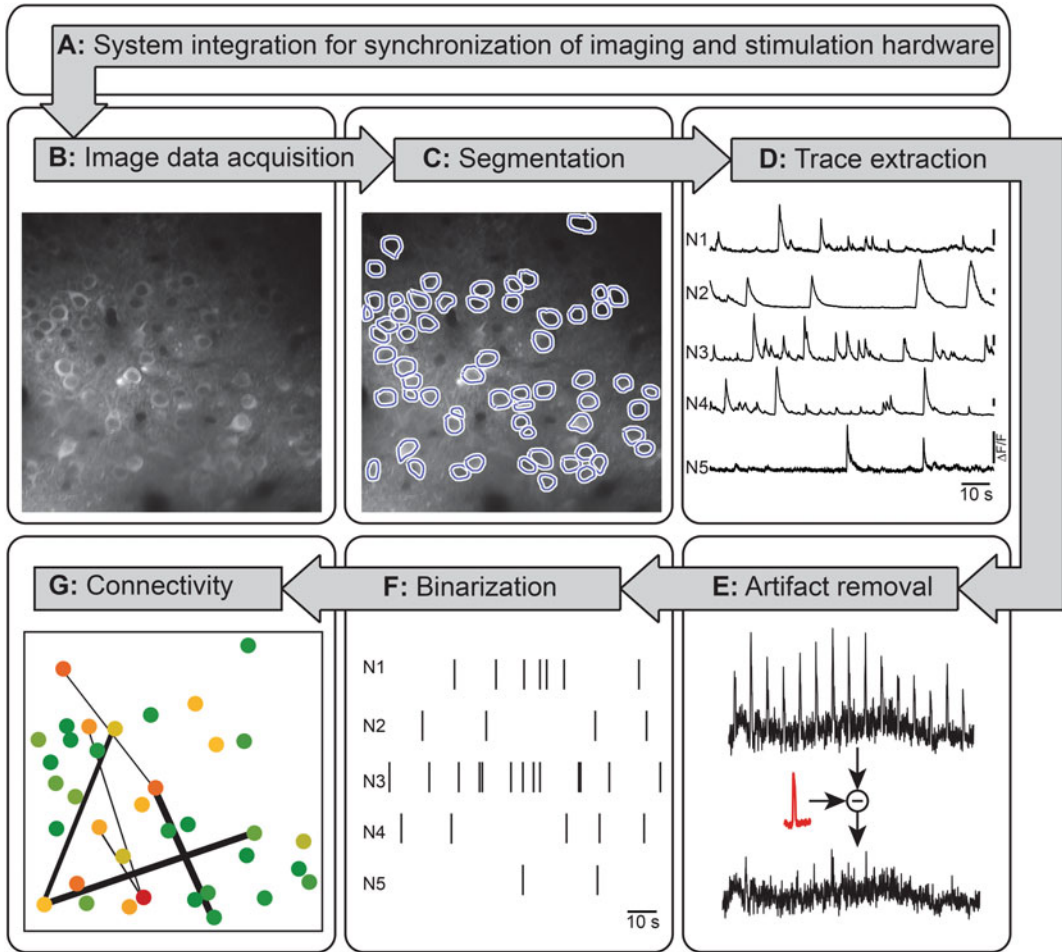 A: System integration for synchronization of imaging and stimulation hardware
B: Image data acquisition
C: Segmentation
D: Trace extraction
N1
N2
N3
N4
N5
ΔF/F
10 s
G: Connectivity
F: Binarization
E: Artifact removal
N1
N2
N3
N4
N5
10 s